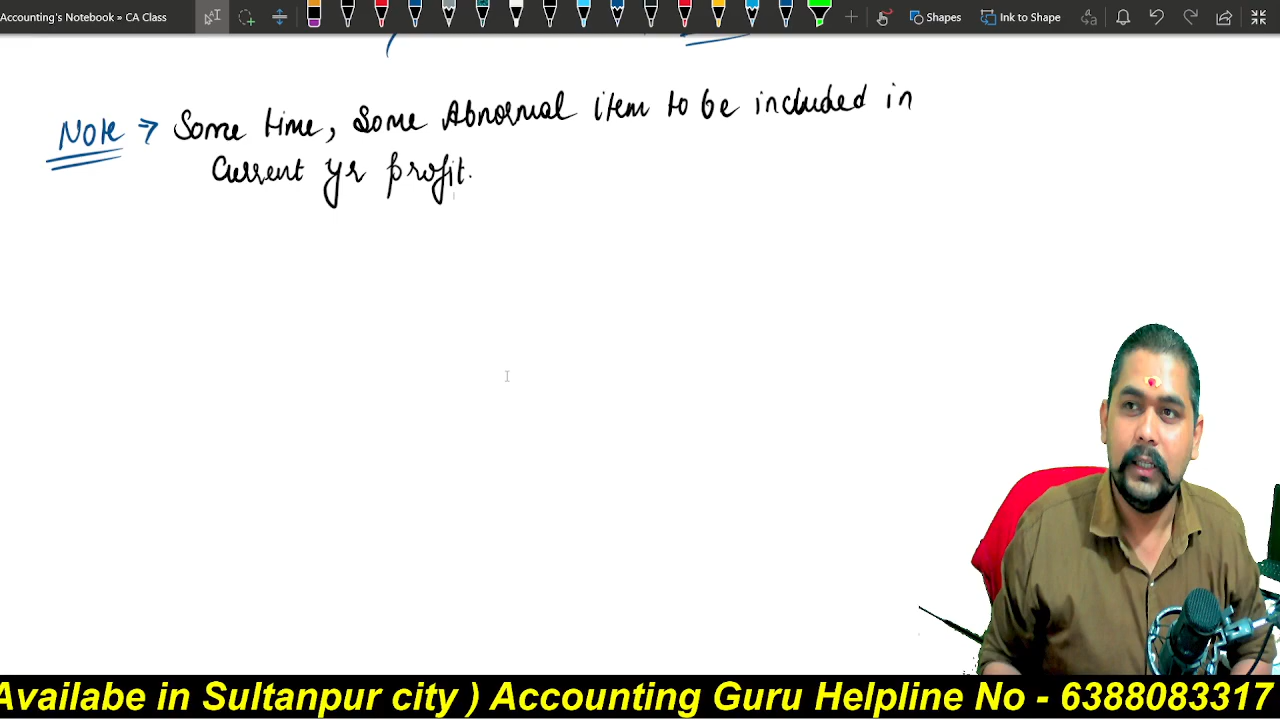 Accounting's Notebook » CA Class
Shapes
Ink to Shape
Note → Some time, Some Abnormal item to be included in
Current yr profit.
Availabe in Sultanpur city ) Accounting Guru Helpline No - 6388083317